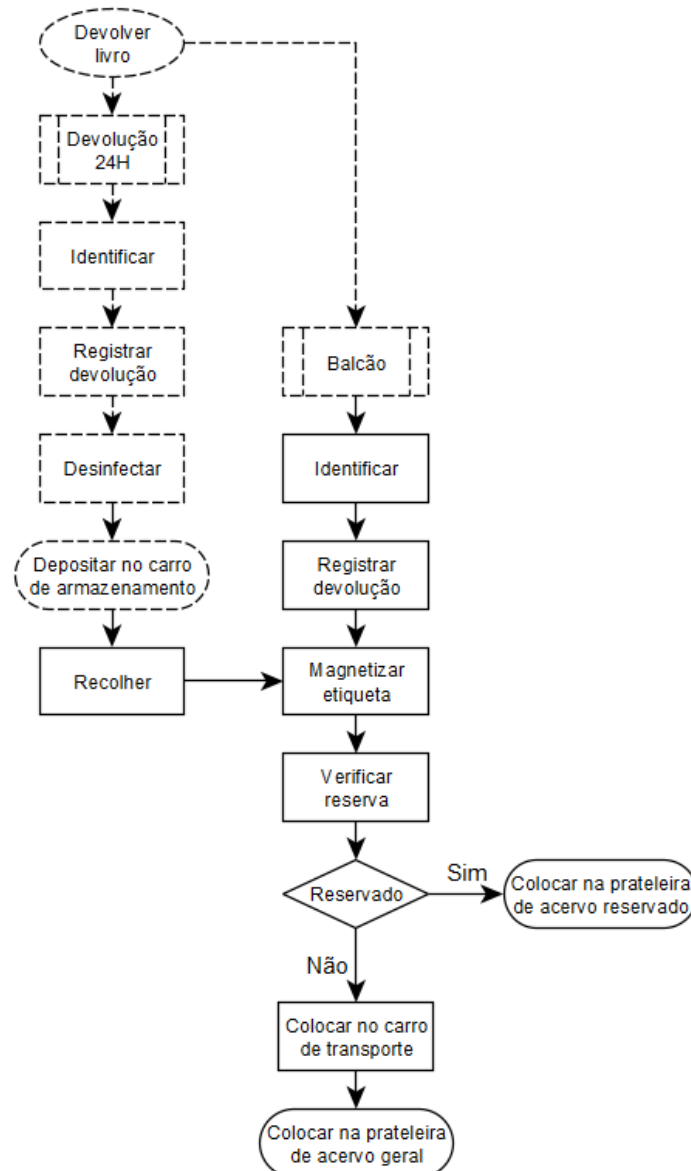 Devolver
livro
Devolução
24H
Identificar
Registrar
devolução
Desinfectar
Depositar no carro
de armazenamento
Recolher
Balcão
Identificar
Registrar
devolução
Magnetizar
etiqueta
Verificar
reserva
Reservado
Sim
Colocar na prateleira
de acervo reservado
Não
Colocar no carro
de transporte
Colocar na prateleira
de acervo geral